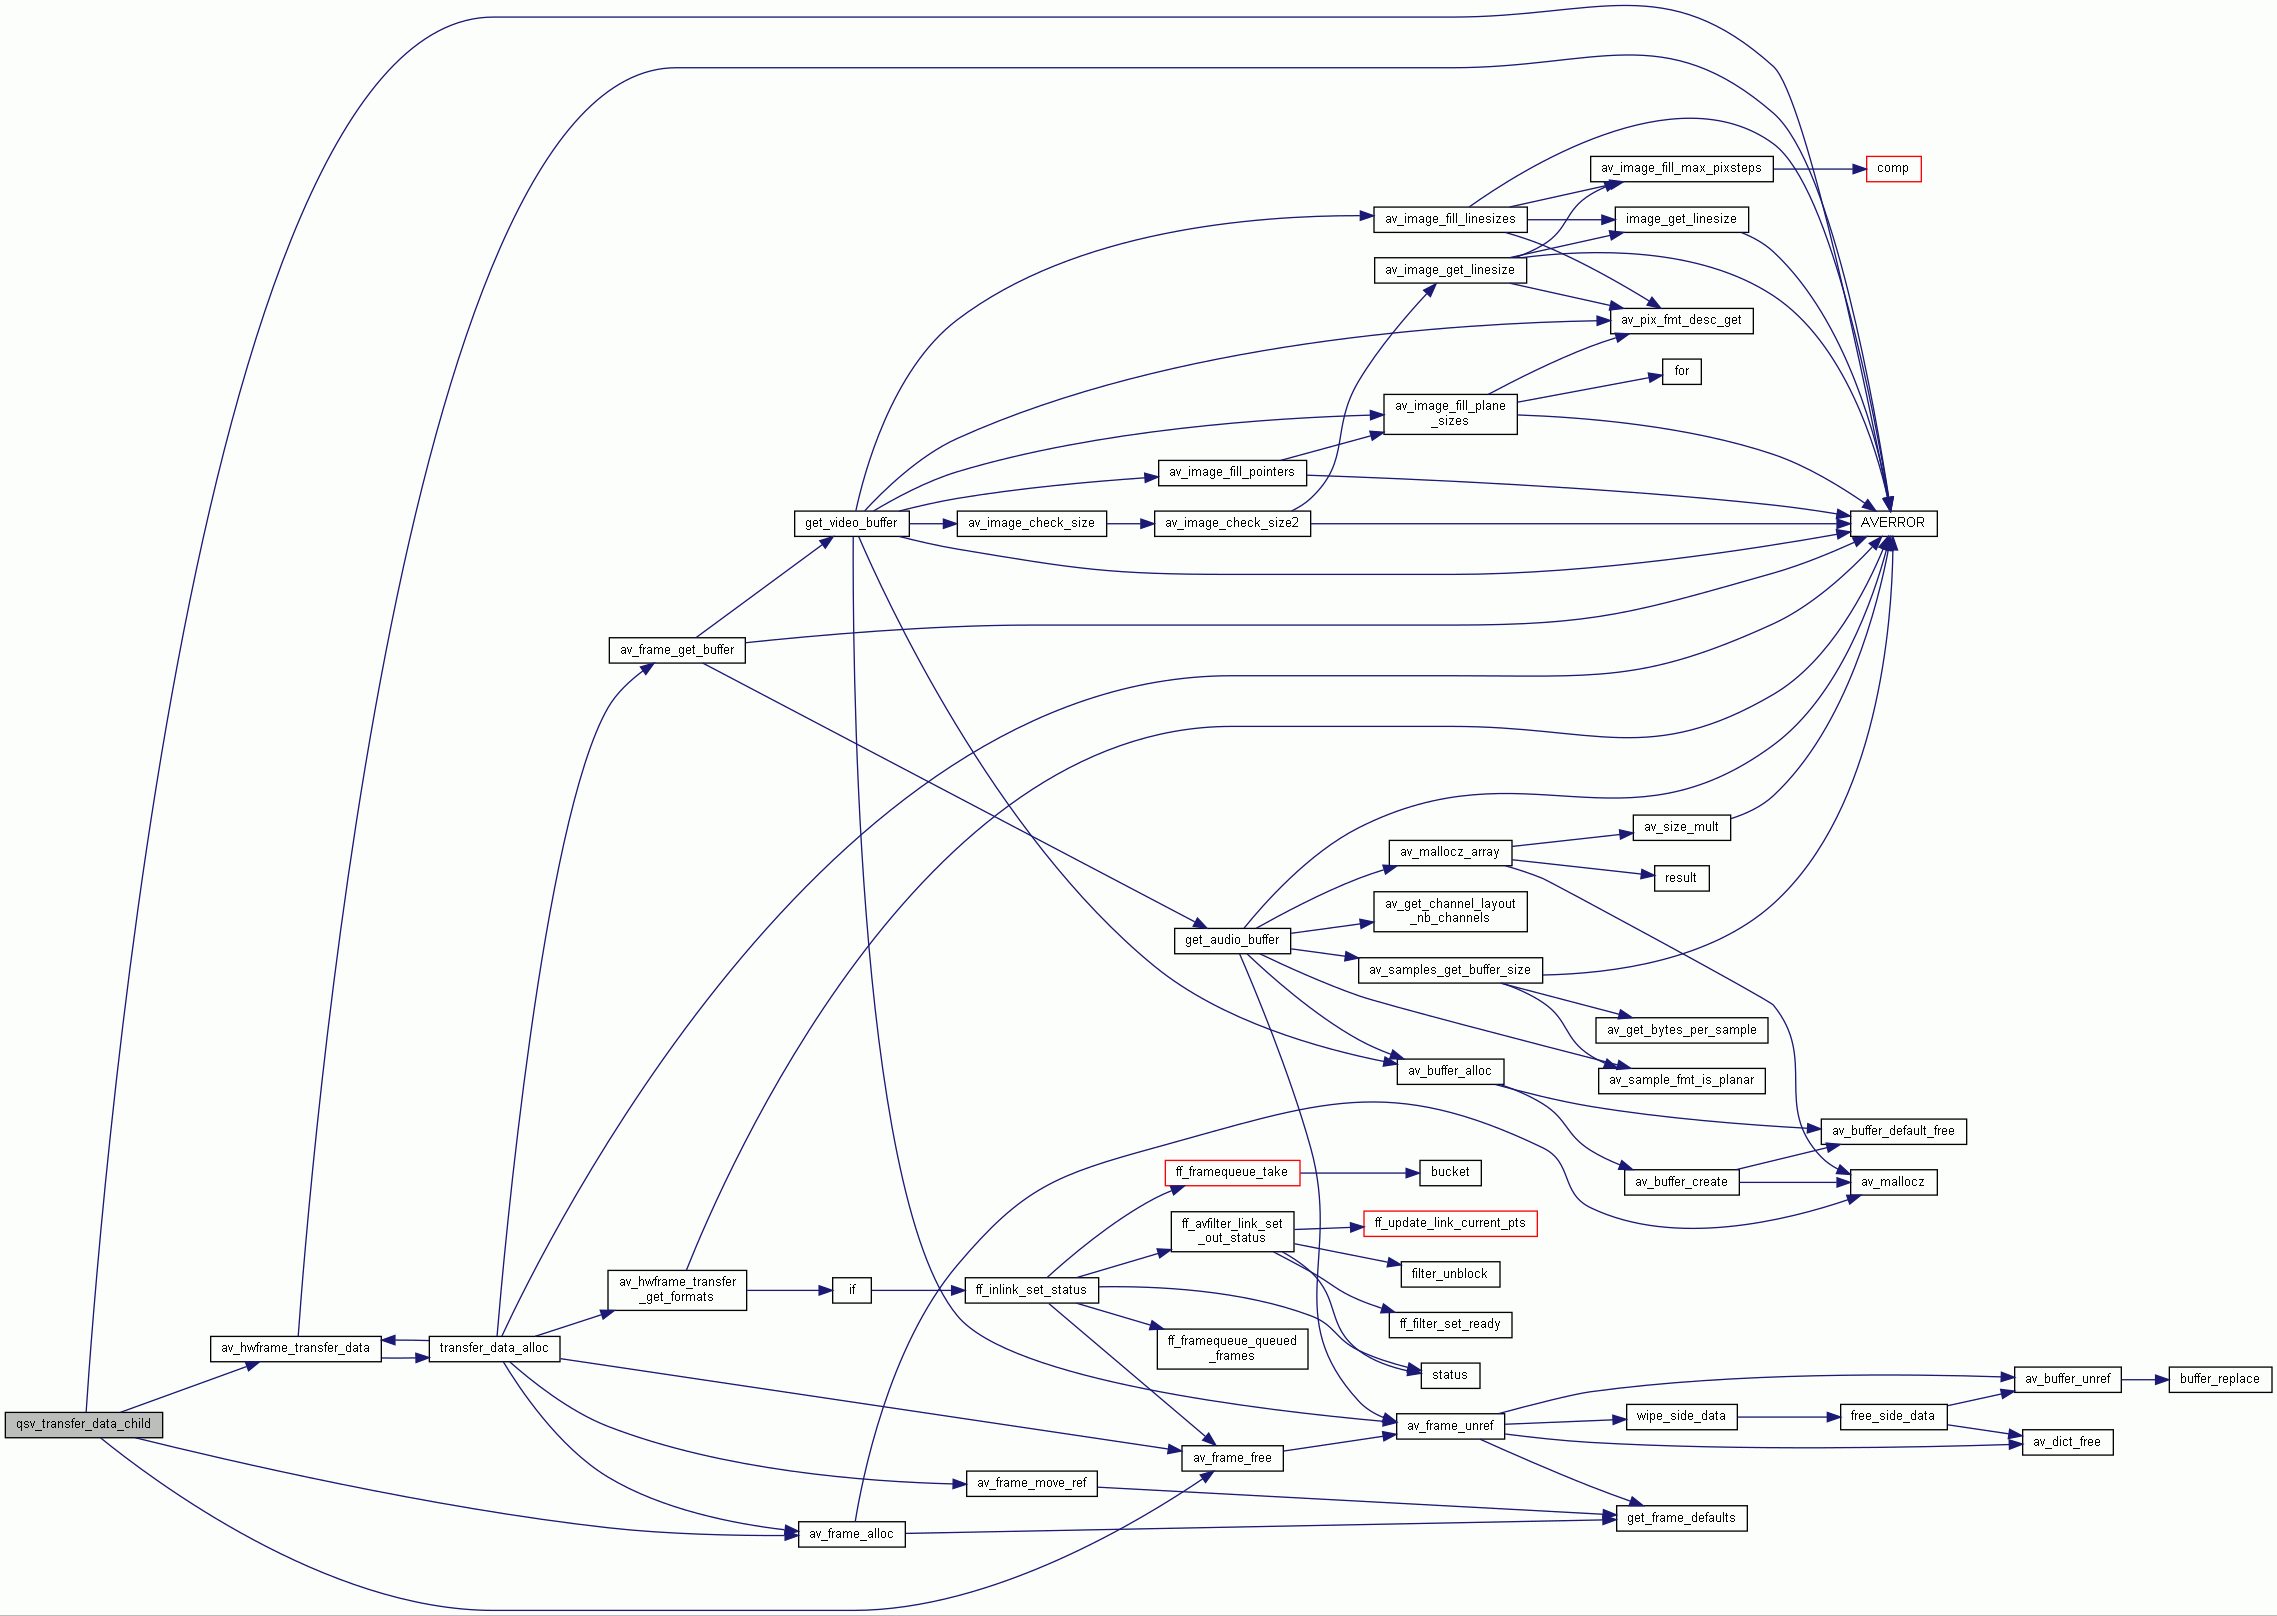 av_image_fill_max_pixsteps
comp
av_image_fill_linesizes
image_get_linesize
av_image_get_linesize
av_pix_fmt_desc_get
for
av_image_fill_plane
_sizes
av_image_fill_pointers
get_video_buffer
av_image_check_size
av_image_check_size2
AVERROR
av_frame_get_buffer
av_size_mult
av_mallocz_array
result
av_get_channel_layout
_nb_channels
get_audio_buffer
av_samples_get_buffer_size
av_get_bytes_per_sample
av_buffer_alloc
av_sample_fmt_is_planar
av_buffer_default_free
ff_framequeue_take
bucket
av_buffer_create
av_mallocz
ff_avfilter_link_set
_out_status
ff_update_link_current_pts
filter_unblock
av_hwframe_transfer
_get_formats
if
ff_inlink_set_status
ff_filter_set_ready
ff_framequeue_queued
_frames
av_hwframe_transfer_data
transfer_data_alloc
status
av_buffer_unref
buffer_replace
qsv_transfer_data_child
av_frame_unref
wipe_side_data
free_side_data
av_dict_free
av_frame_free
av_frame_move_ref
get_frame_defaults
av_frame_alloc